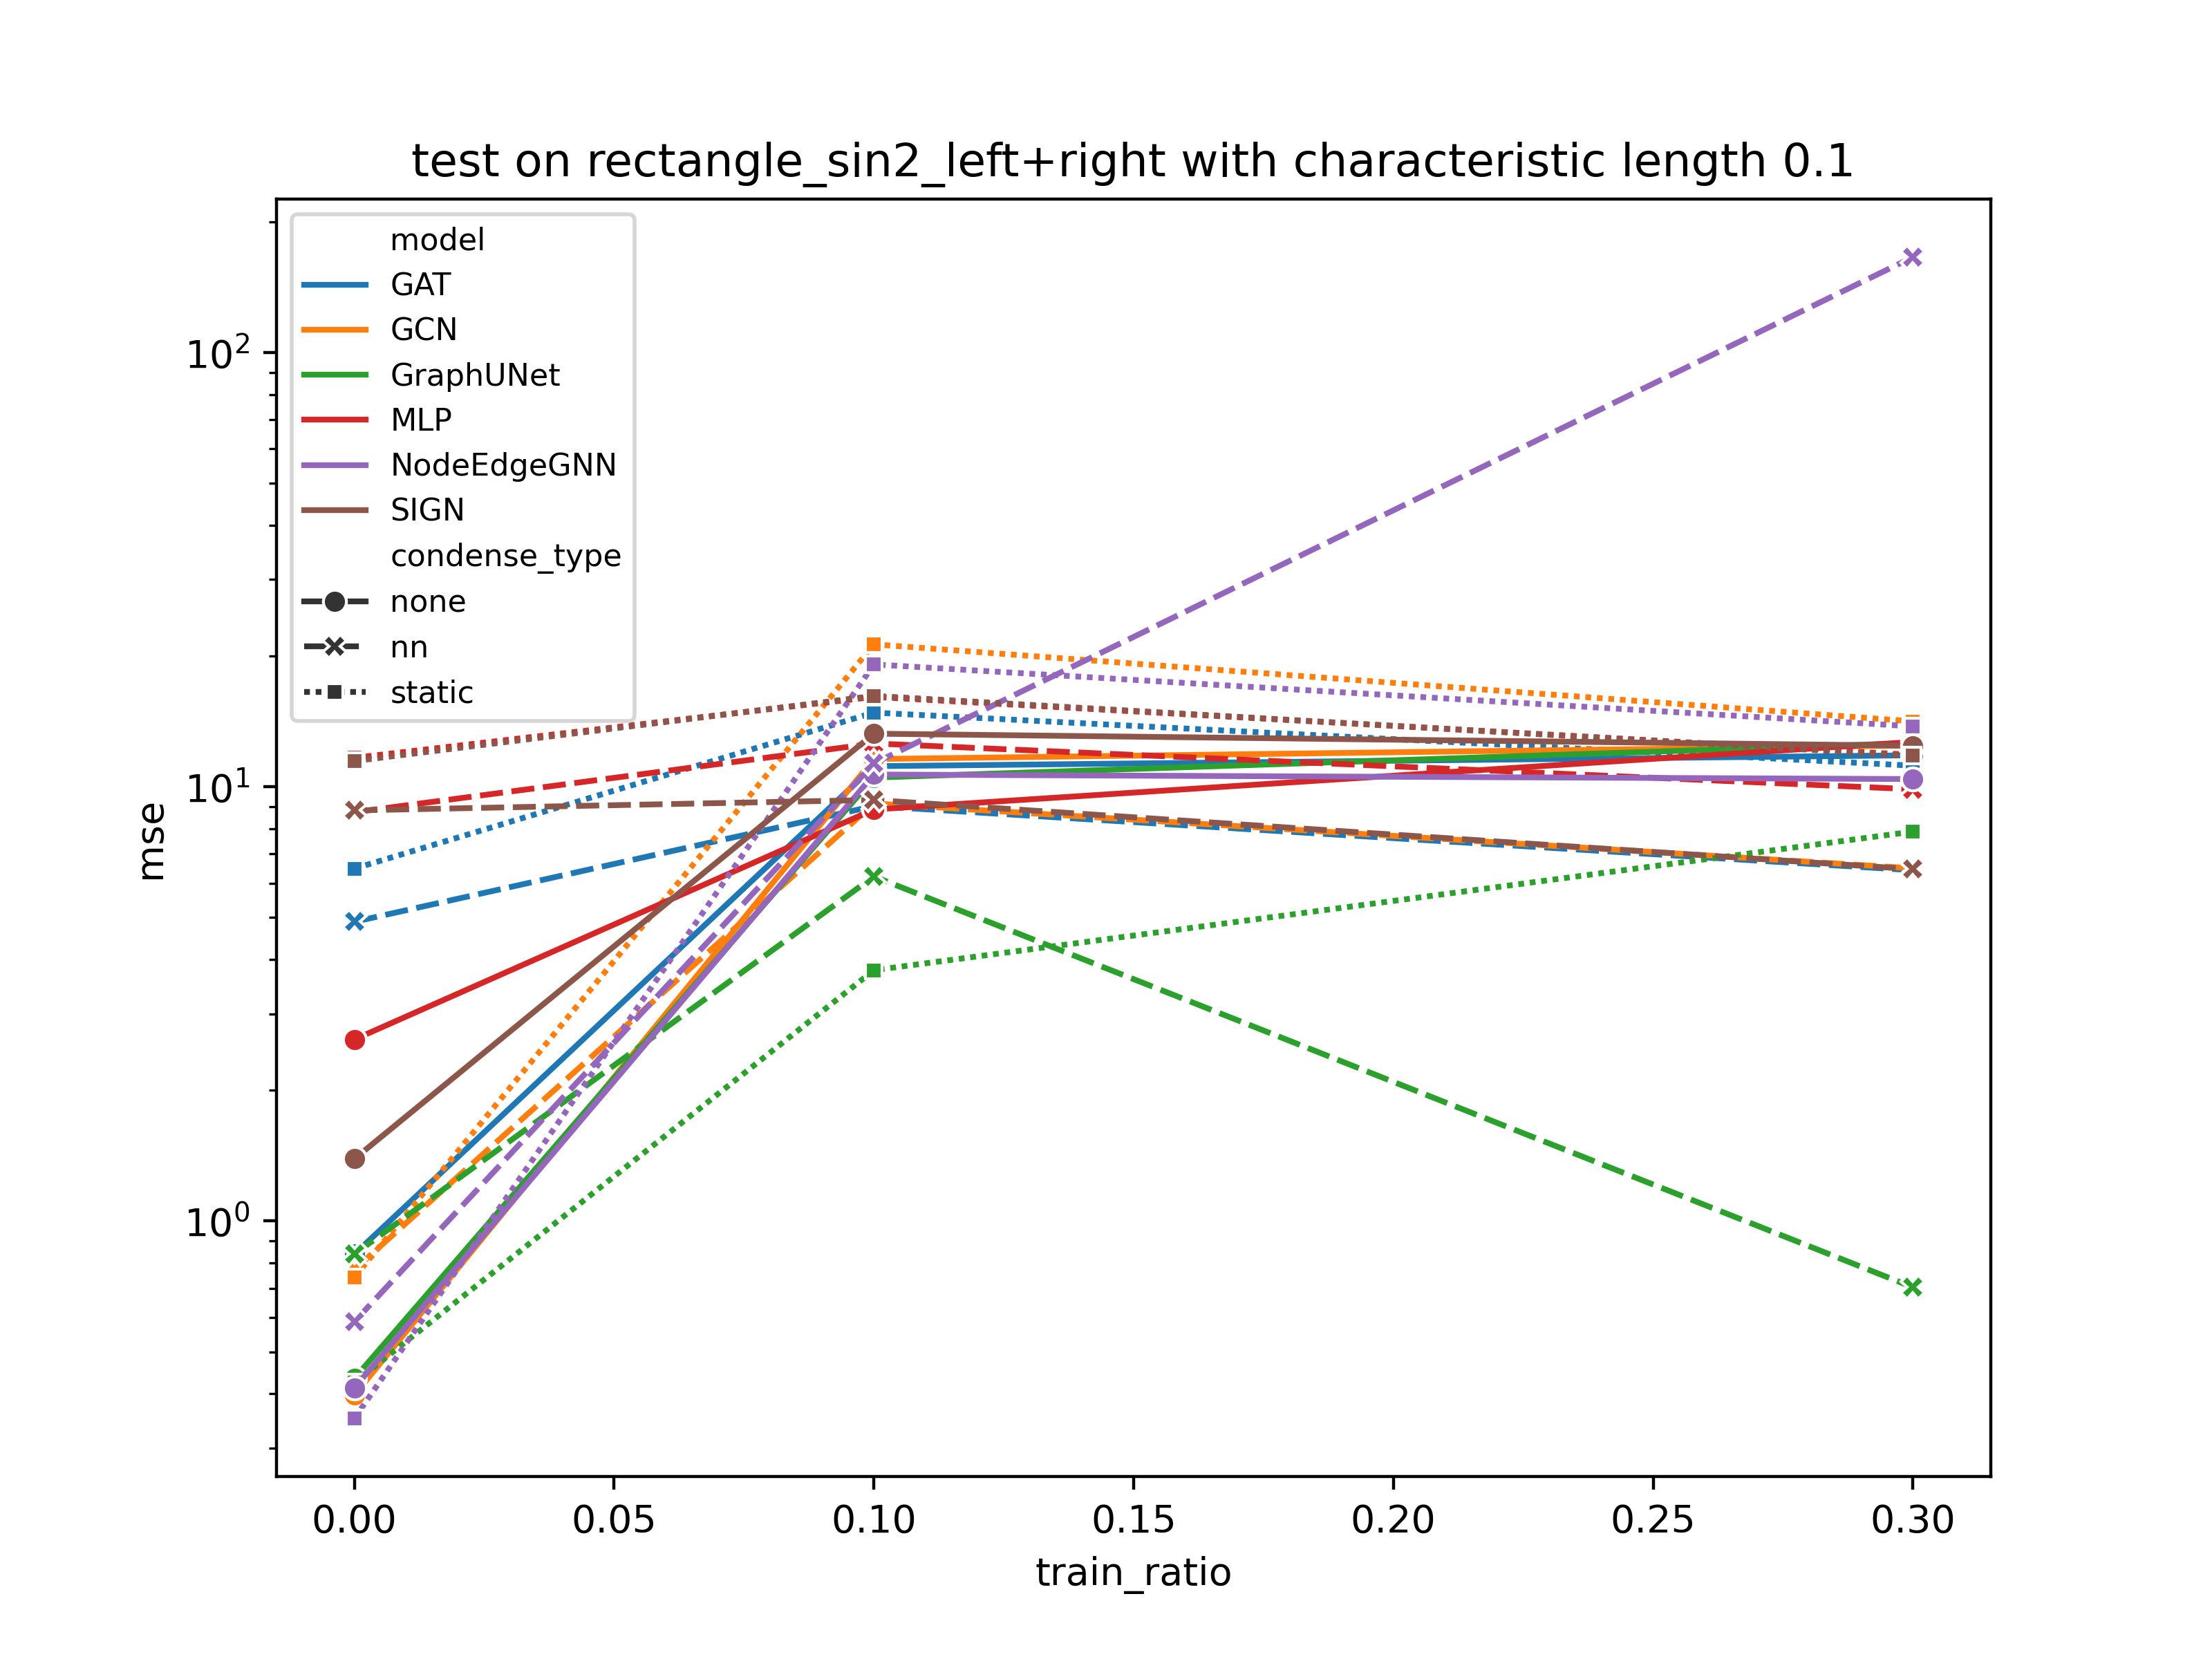 test on rectangle_sin2_left+right with characteristic length 0.1
model
GAT
GCN
GraphUNet
MLP
NodeEdgeGNN
SIGN
condense_type
none
nn
static
10²
10¹
10⁰
mse
0.00 0.05 0.10 0.15 0.20 0.25 0.30
train_ratio